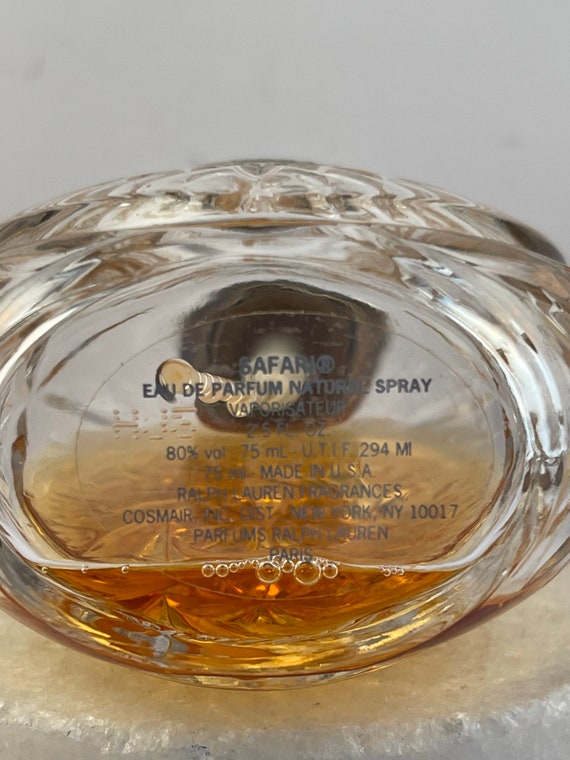 SAFARI®
EAU DE PARFUM NATURAL SPRAY
VAPORISATEUR
2.5 FL. OZ.
80% vol 75 mL - U.T.I.F. 294 MI
75 ml - MADE IN U.S.A.
RALPH LAUREN FRAGRANCES,
COSMAIR, INC. DIST. NEW YORK, NY 10017
PARFUMS RALPH LAUREN
PARIS